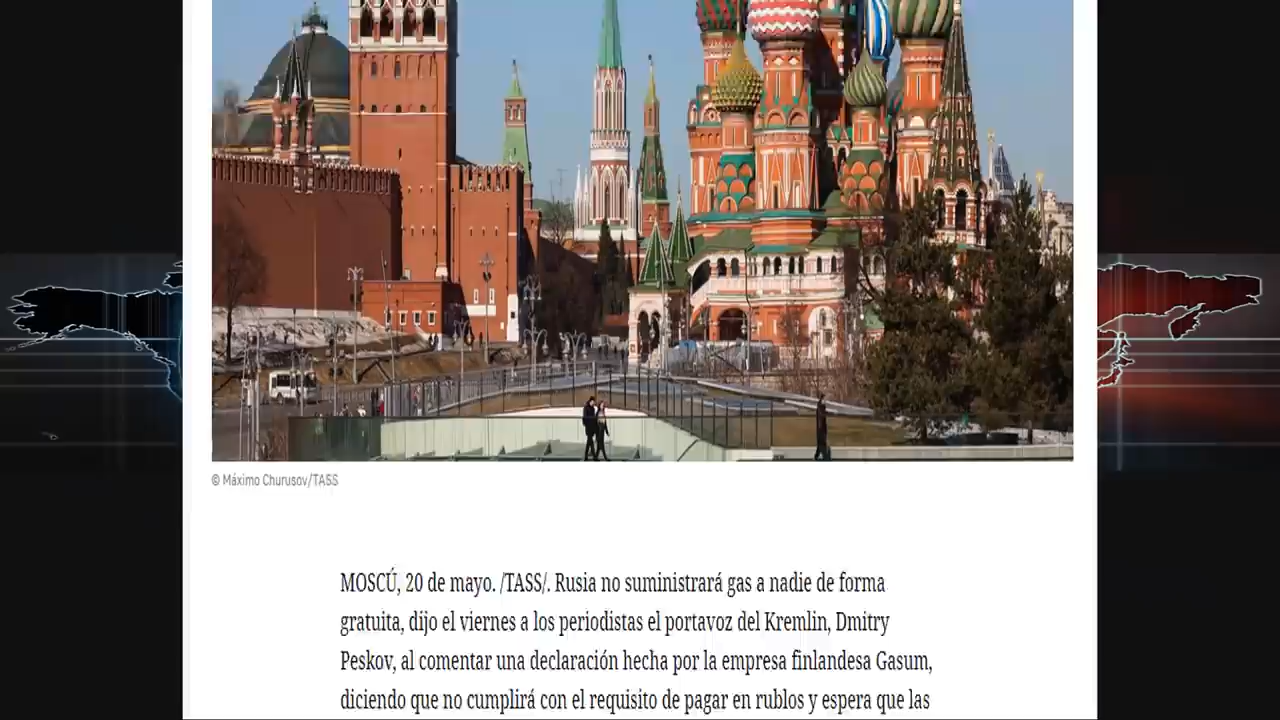 © Máximo Churusov/TASS
MOSCÚ, 20 de mayo. /TASS/. Rusia no suministrará gas a nadie de forma
gratuita, dijo el viernes a los periodistas el portavoz del Kremlin, Dmitry
Peskov, al comentar una declaración hecha por la empresa finlandesa Gasum,
diciendo que no cumplirá con el requisito de pagar en rublos y espera que las